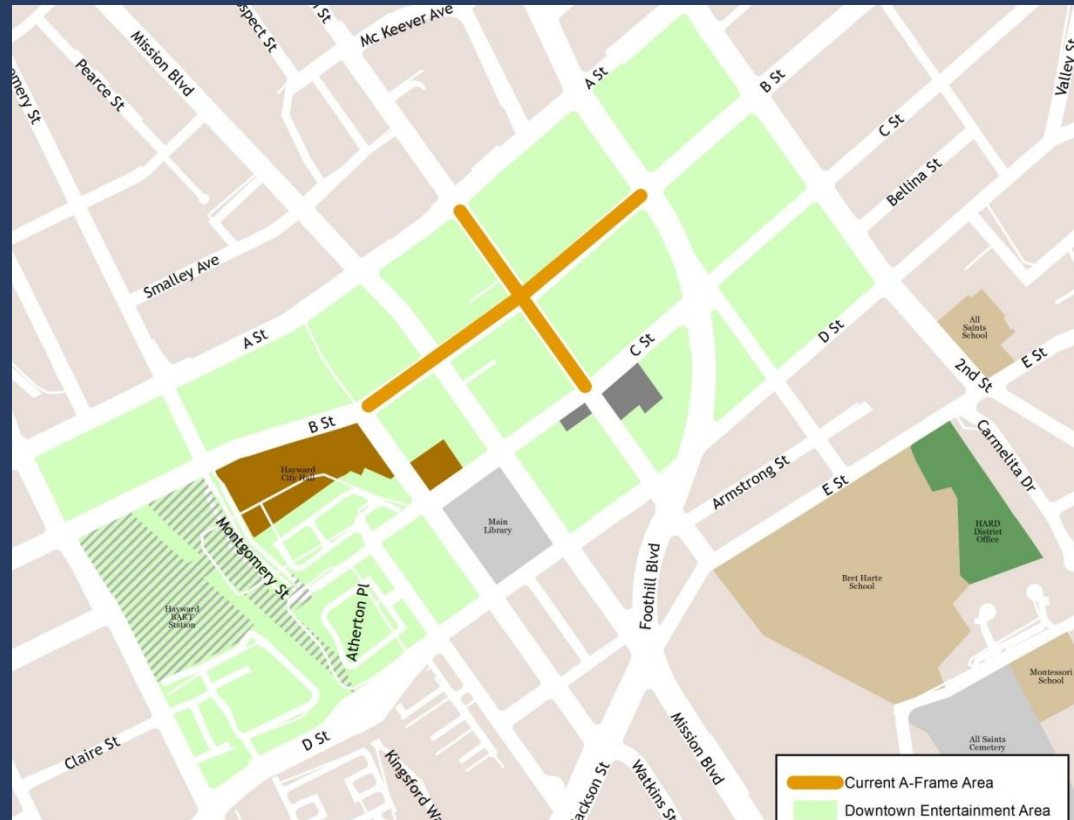 Mc Keever Ave
Mission Blvd
Pearce St
A St
B St
Valley St
C St
Bellina St
Smalley Ave
A St
All
Saints
School
C St
D St
E St
2nd St
B St
Carmelita Dr
Hayward
City Hall
Armstrong St
E St
Main
Library
HARD
District
Office
Montgomery St
Foothill Blvd
Bret Harte
School
Hayward
BART
Station
Atherton Pl
Montessori
School
D St
Claire St
Mission Blvd
All Saints
Cemetery
Kingsford
Watkins St
Current A-Frame Area
Downtown Entertainment Area